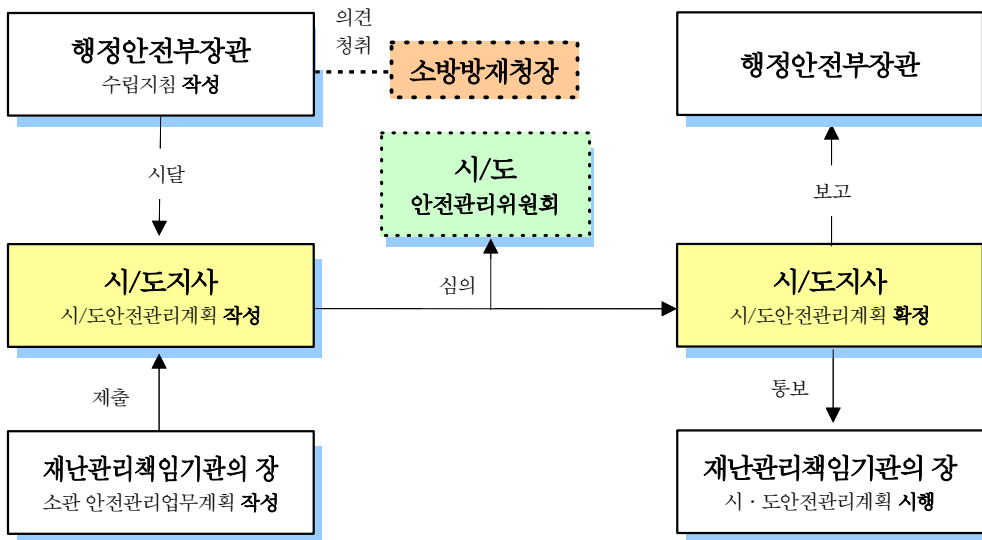 행정안전부장관
수립지침 작성
의견
청취
소방방재청장
행정안전부장관
시달
시/도
안전관리위원회
보고
시/도지사
시/도안전관리계획 작성
심의
시/도지사
시/도안전관리계획 확정
제출
통보
재난관리책임기관의 장
소관 안전관리업무계획 작성
재난관리책임기관의 장
시 · 도안전관리계획 시행